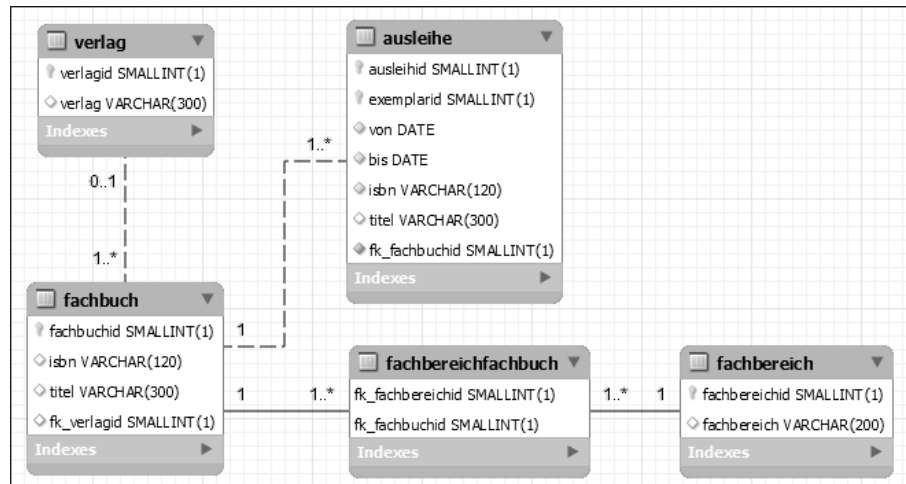 verlag
verlagid SMALLINT(1)
verlag VARCHAR(300)
Indexes
0..1
1..*
ausleihe
ausleihid SMALLINT(1)
exemplarid SMALLINT(1)
von DATE
bis DATE
isbn VARCHAR(120)
titel VARCHAR(300)
fk_fachbuchid SMALLINT(1)
Indexes
1..*
fachbuch
fachbuchid SMALLINT(1)
isbn VARCHAR(120)
titel VARCHAR(300)
fk_verlagid SMALLINT(1)
Indexes
1
1
1..*
fachbereichfachbuch
fk_fachbereichid SMALLINT(1)
fk_fachbuchid SMALLINT(1)
Indexes
1..*
1
fachbereich
fachbereichid SMALLINT(1)
fachbereich VARCHAR(200)
Indexes